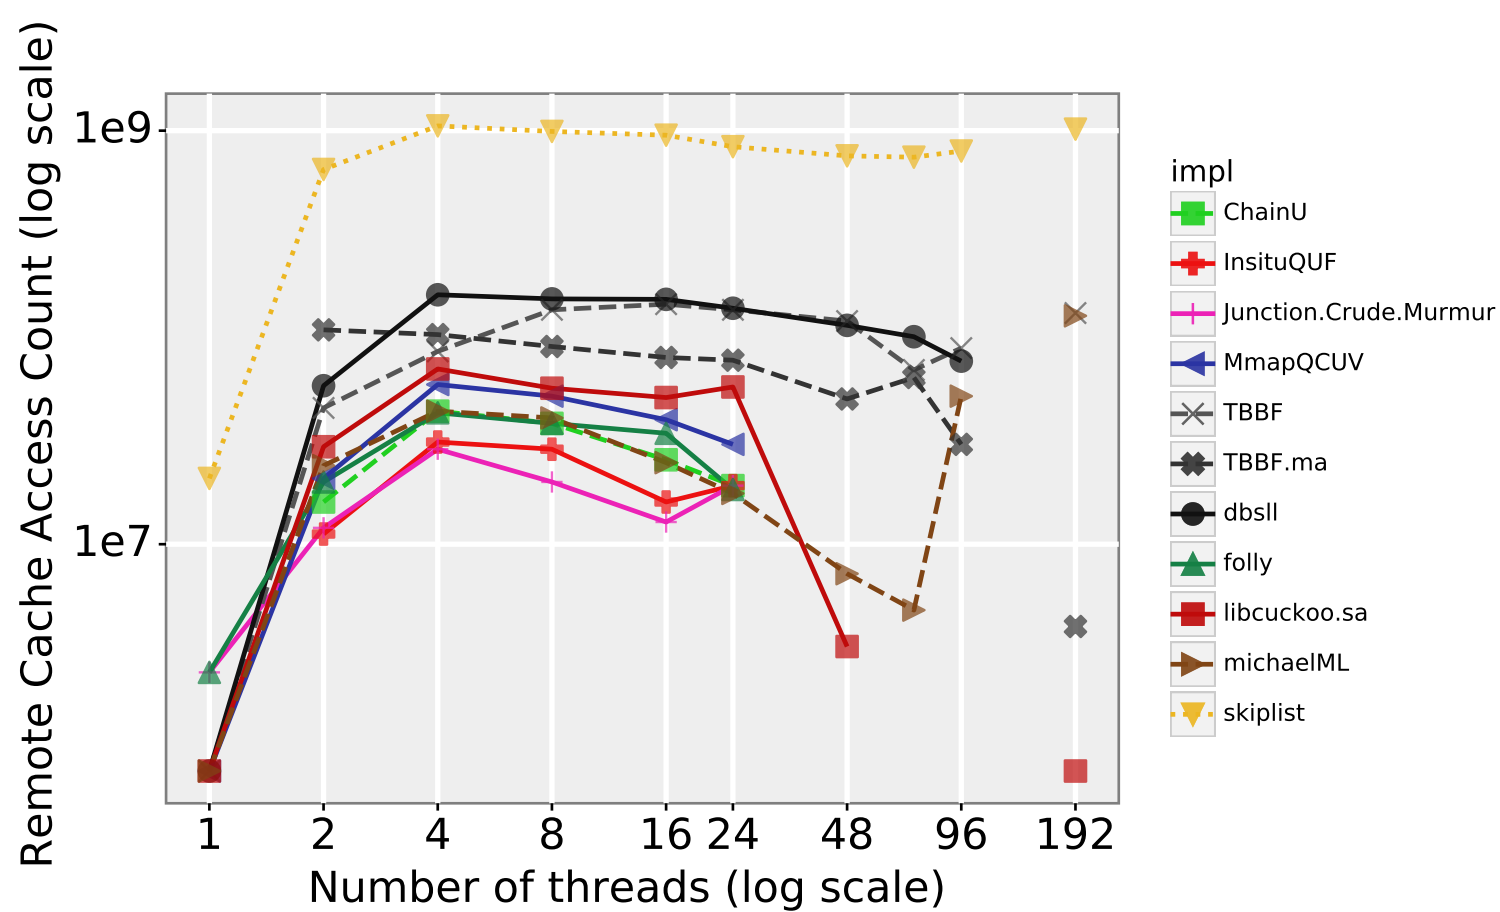 Remote Cache Access Count (log scale)
1e9
1e7
1 2 4 8 16 24 48 96 192
Number of threads (log scale)
impl
ChainU
InsituQUF
Junction.Crude.Murmur
MmapQCUV
TBBF
TBBF.ma
dbsll
folly
libcuckoo.sa
michaelML
skiplist